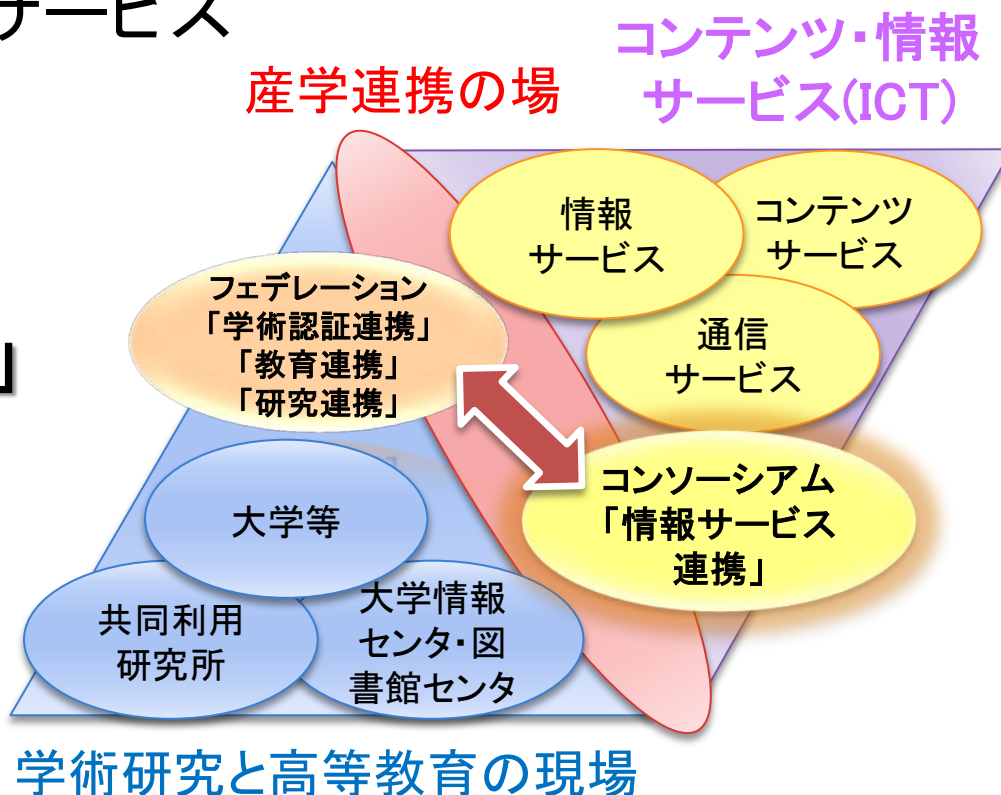 サービス
コンテンツ・情報
サービス(ICT)
産学連携の場
情報
サービス
コンテンツ
サービス
通信
サービス
フェデレーション
「学術認証連携」
「教育連携」
「研究連携」
」
コンソーシアム
「情報サービス
連携」
大学等
共同利用
研究所
大学情報
センタ・図
書館センタ
学術研究と高等教育の現場